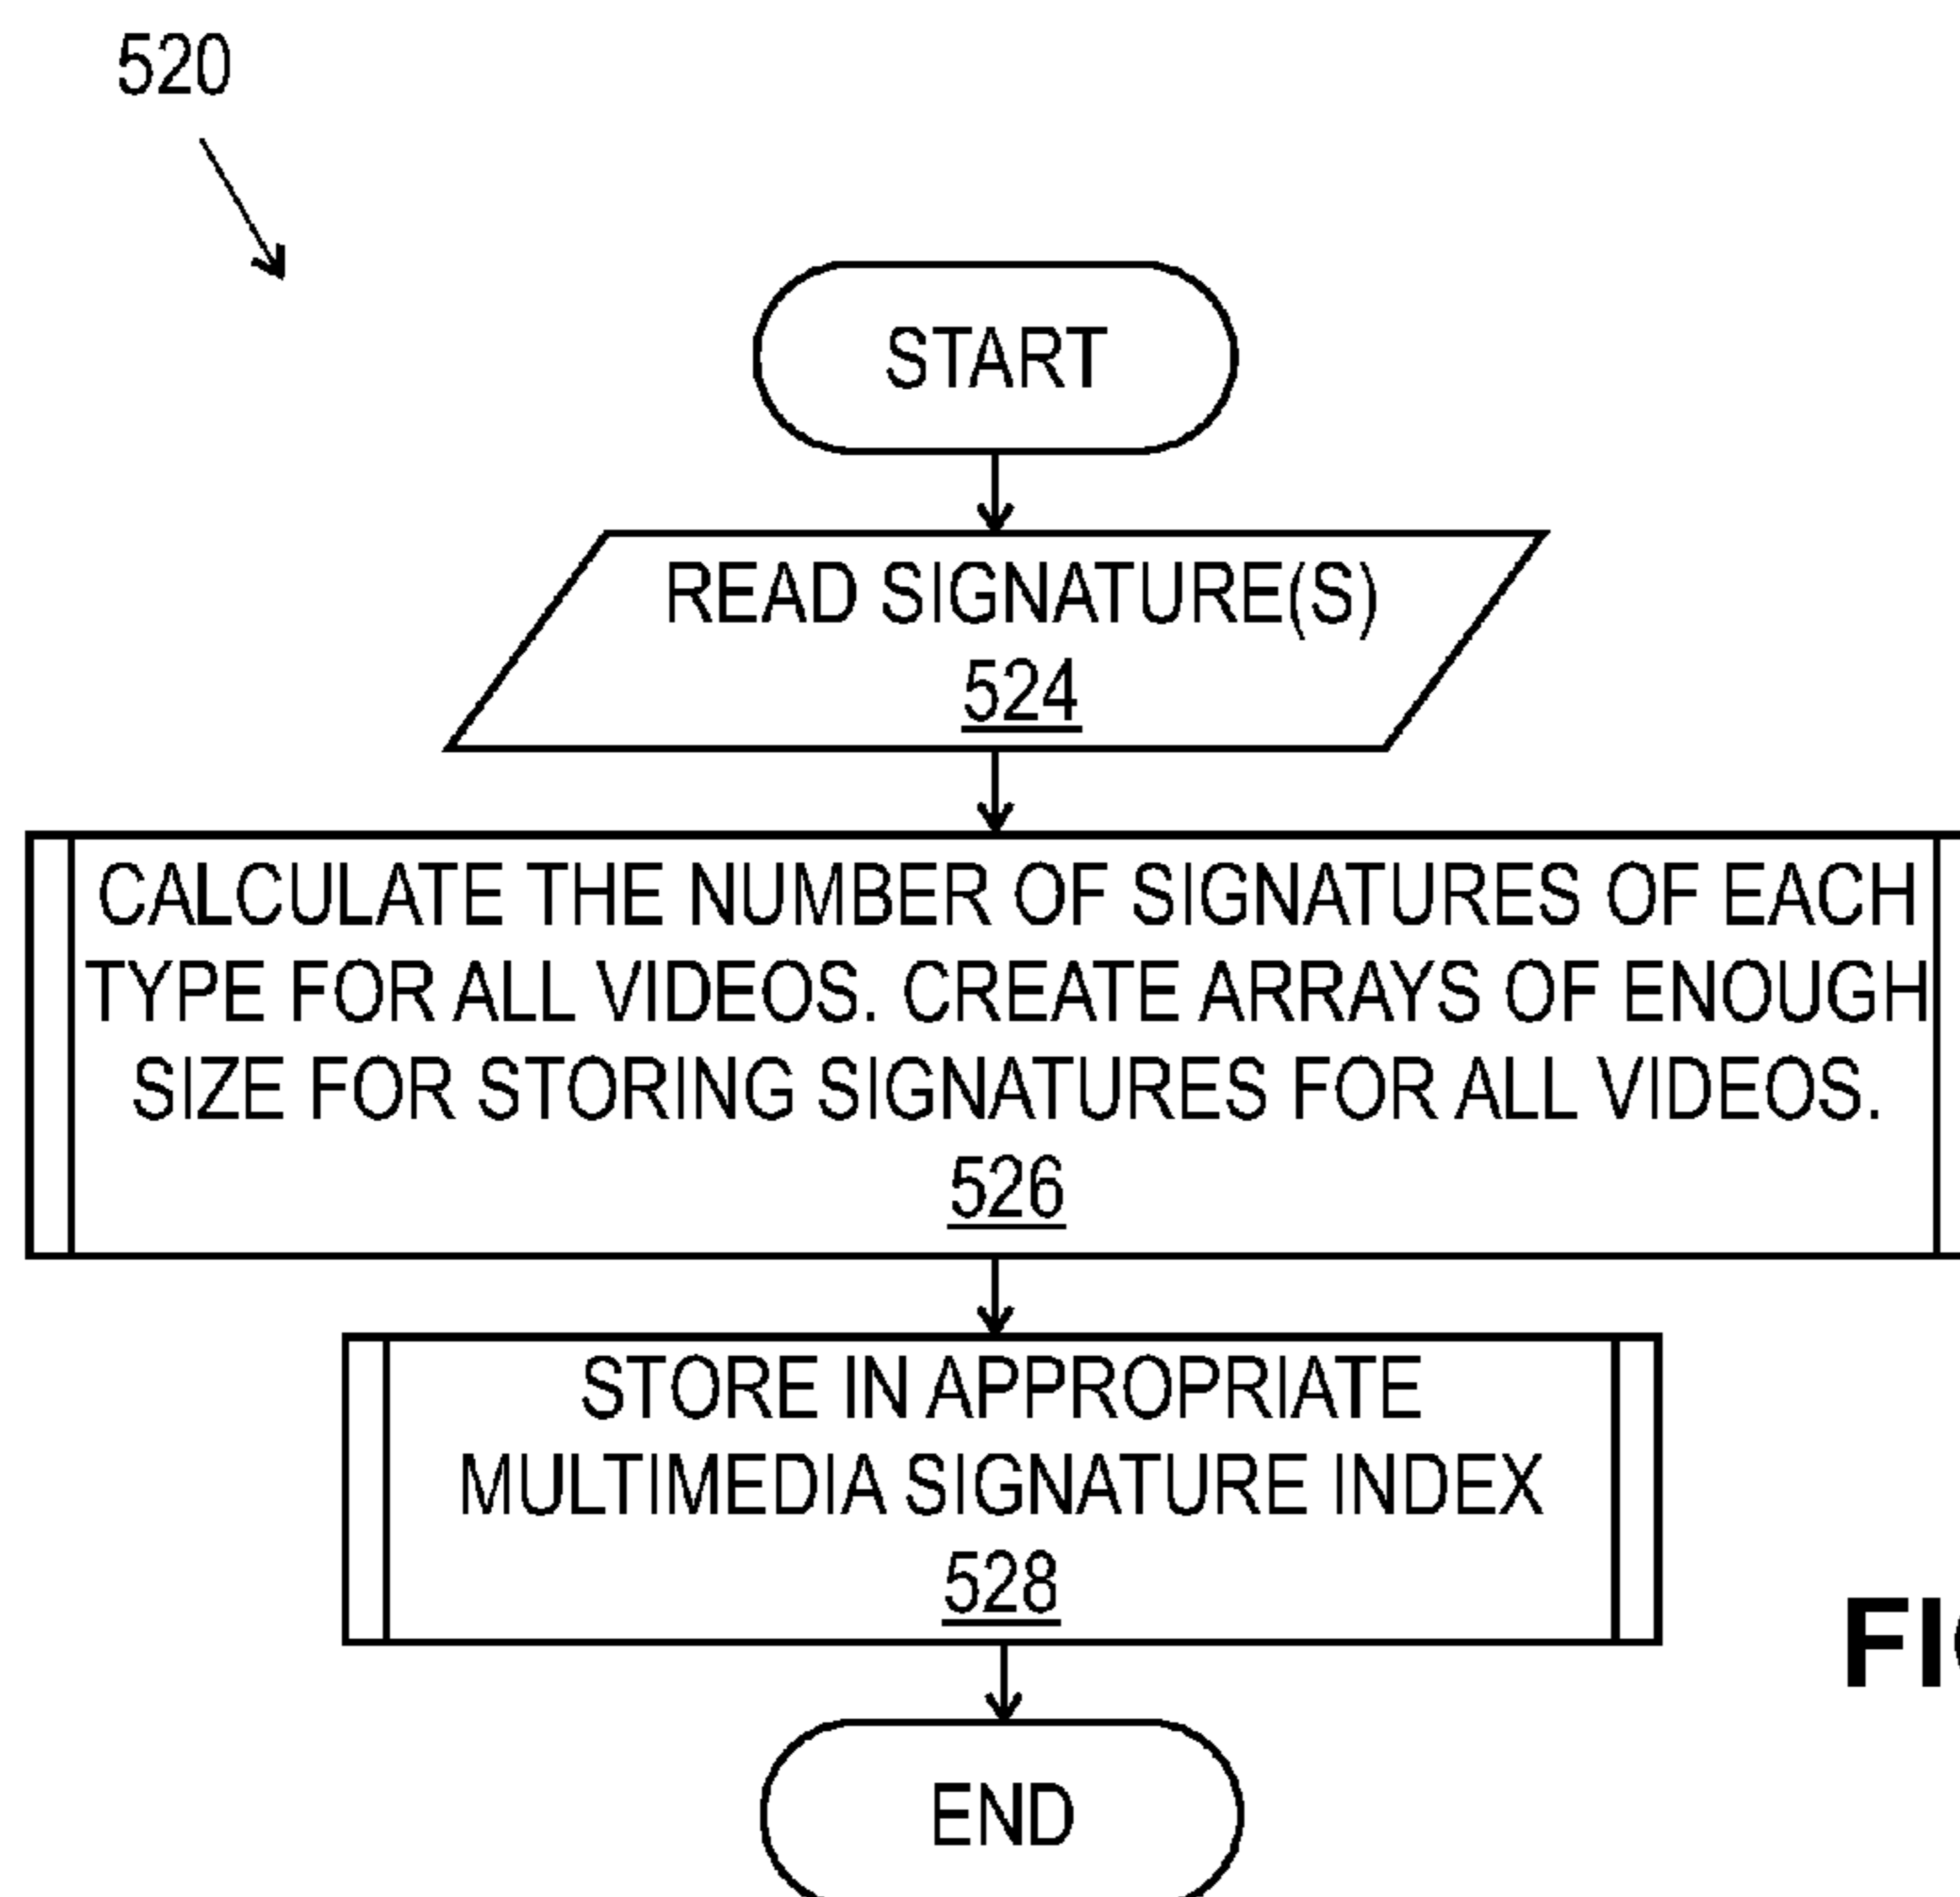 520
START
READ SIGNATURE(S)
524
CALCULATE THE NUMBER OF SIGNATURES OF EACH
TYPE FOR ALL VIDEOS. CREATE ARRAYS OF ENOUGH
SIZE FOR STORING SIGNATURES FOR ALL VIDEOS.
526
STORE IN APPROPRIATE
MULTIMEDIA SIGNATURE INDEX
528
END